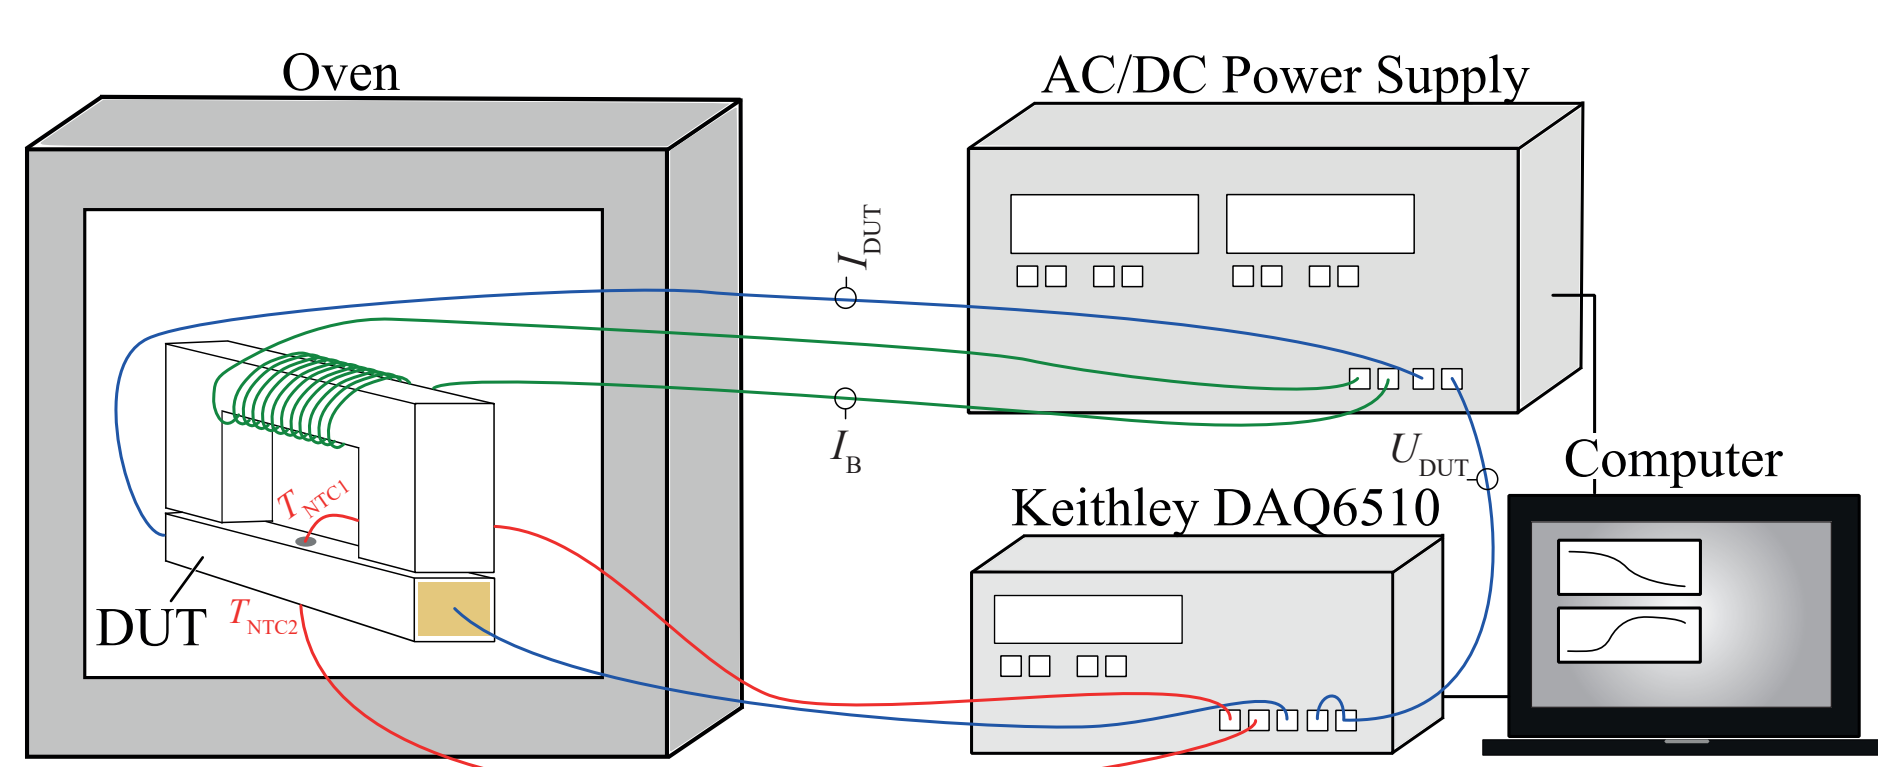 Oven
AC/DC Power Supply
I_DUT
I_B
U_DUT
Computer
Keithley DAQ6510
T_NTC1
DUT
T_NTC2